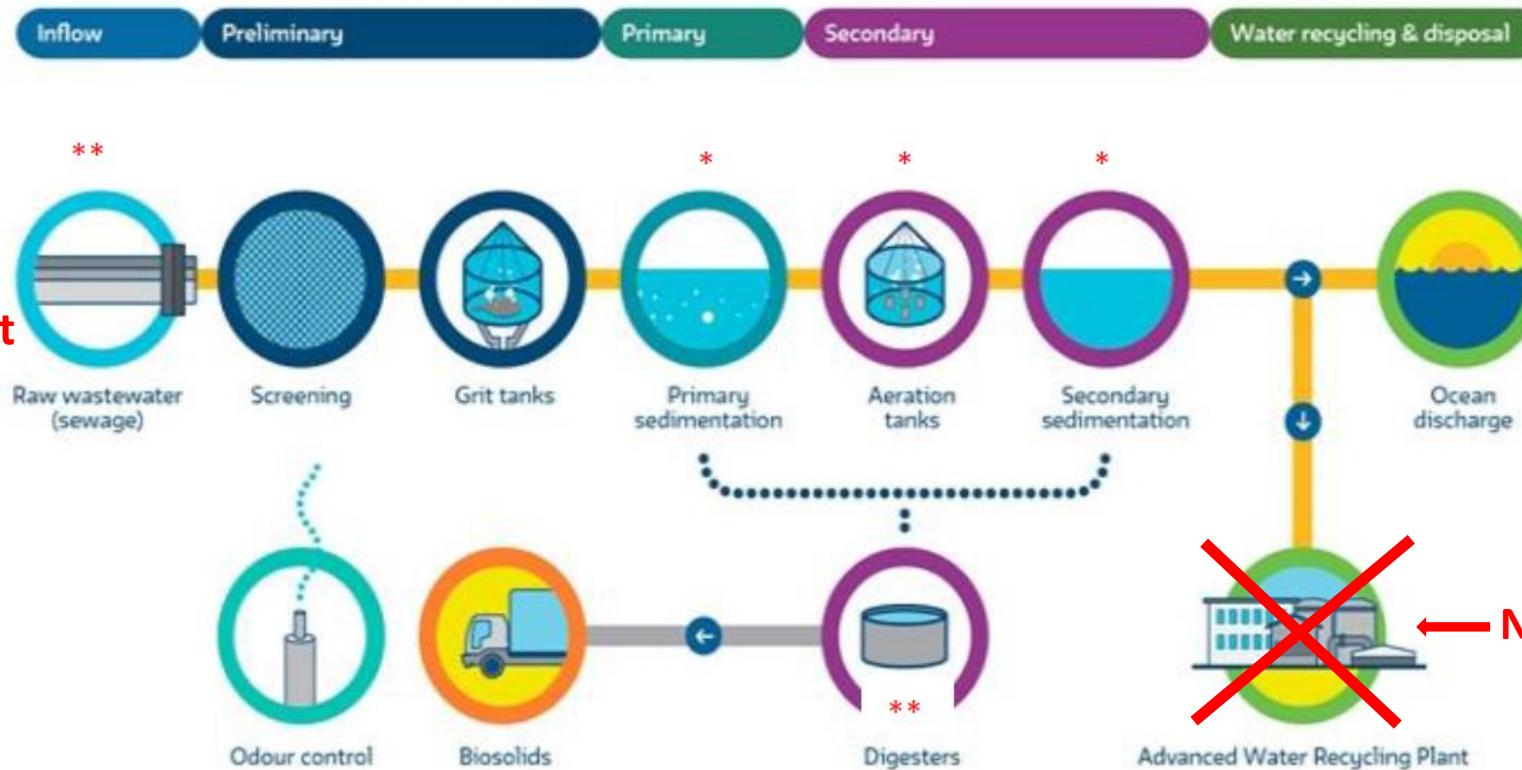 Inflow
Preliminary
Primary
Secondary
Water recycling & disposal
**
*
*
*
t
Raw wastewater
(sewage)
Screening
Grit tanks
Primary
sedimentation
Aeration
tanks
Secondary
sedimentation
Ocean
discharge
N
**
Odour control
Biosolids
Digesters
Advanced Water Recycling Plant